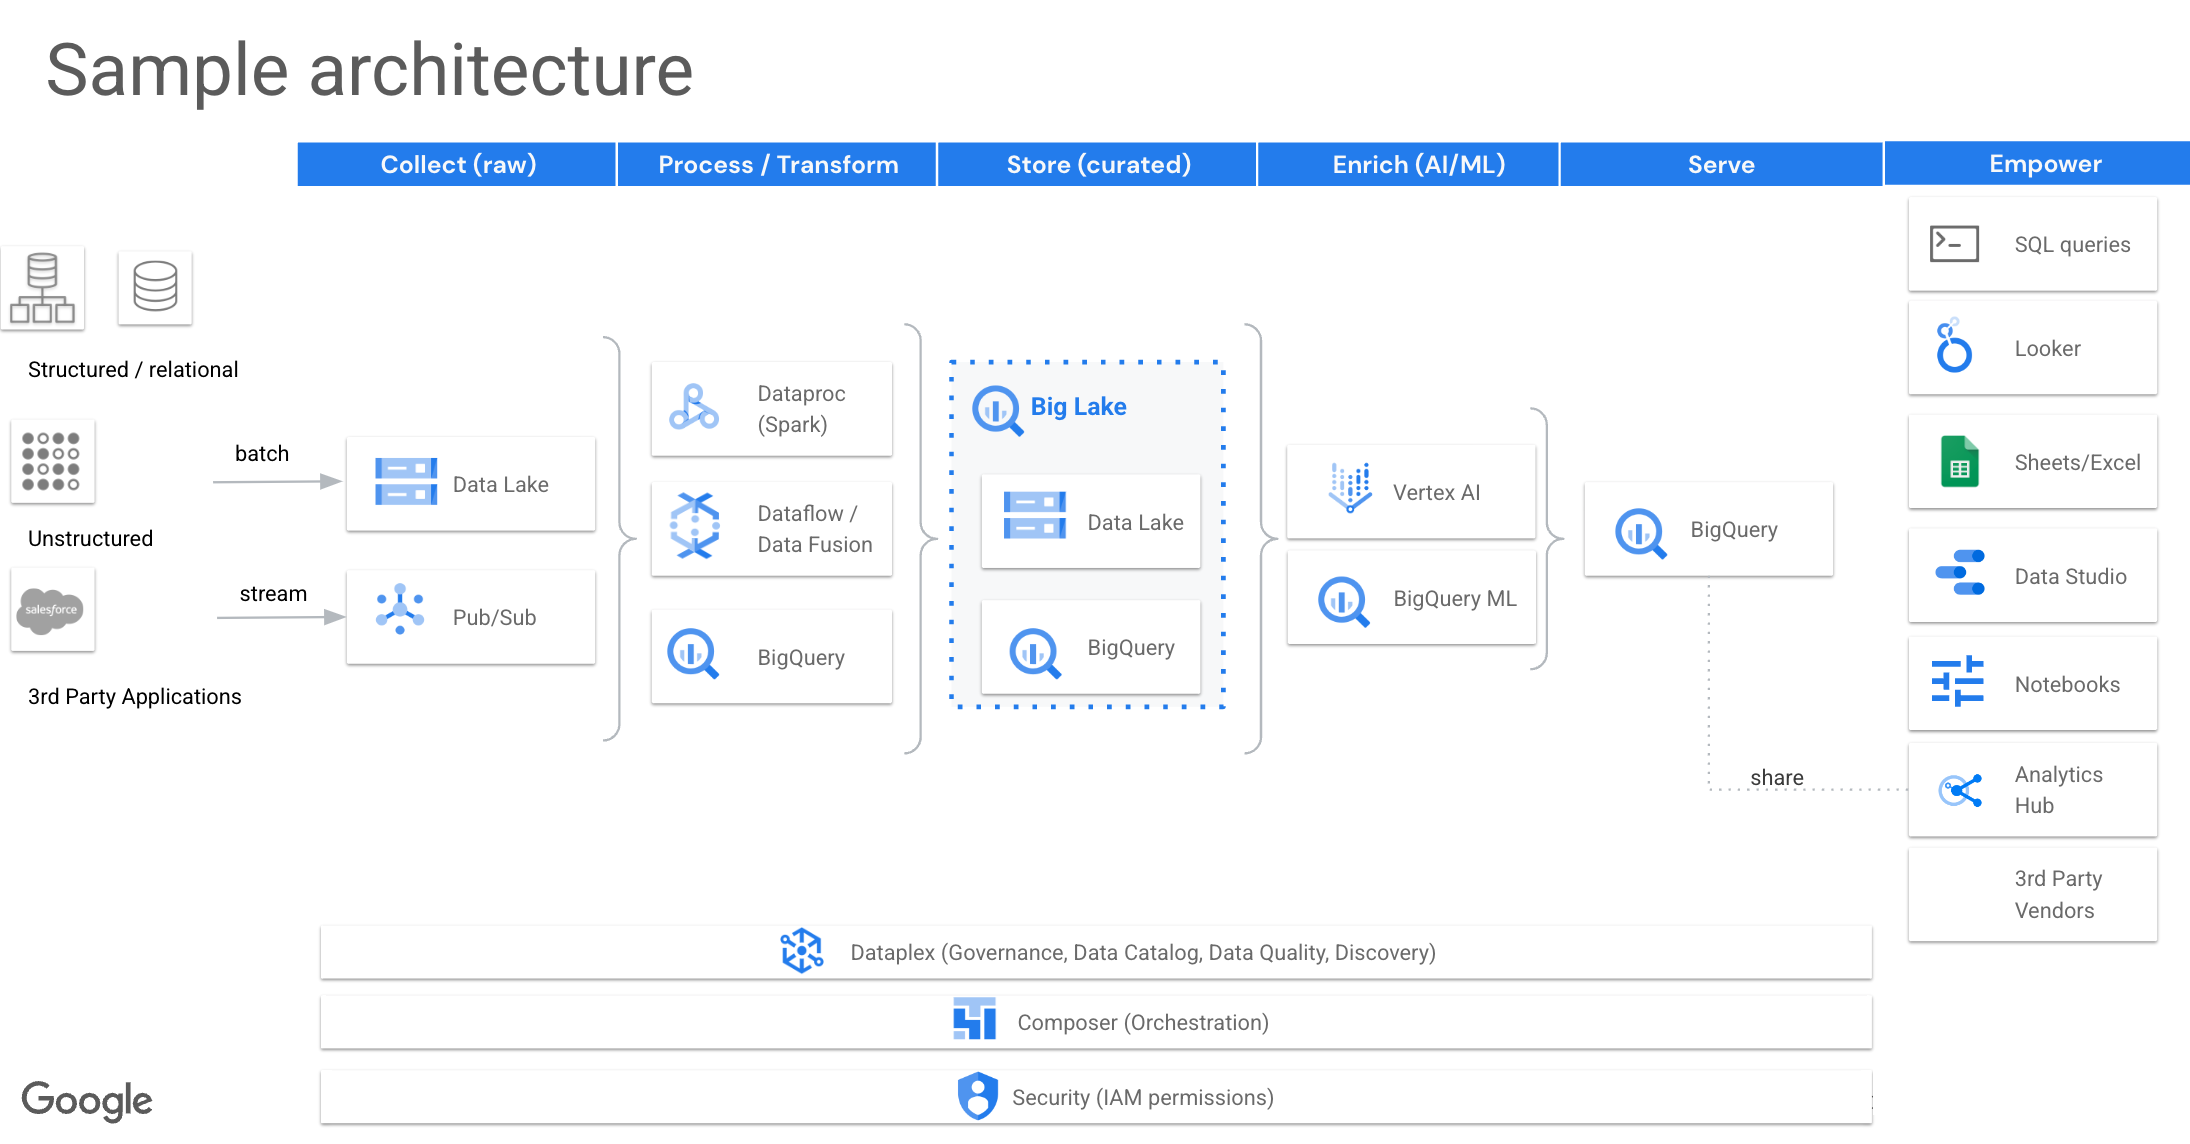 Sample architecture
Collect (raw)
Process / Transform
Store (curated)
Enrich (AI/ML)
Serve
Empower
Structured / relational
Unstructured
salesforce
3rd Party Applications
batch
stream
Data Lake
Pub/Sub
Dataproc
(Spark)
Dataflow /
Data Fusion
BigQuery
Big Lake
Data Lake
BigQuery
Vertex AI
BigQuery ML
BigQuery
share
SQL queries
Looker
Sheets/Excel
Data Studio
Notebooks
Analytics
Hub
3rd Party
Vendors
Dataplex (Governance, Data Catalog, Data Quality, Discovery)
Composer (Orchestration)
Security (IAM permissions)
Google